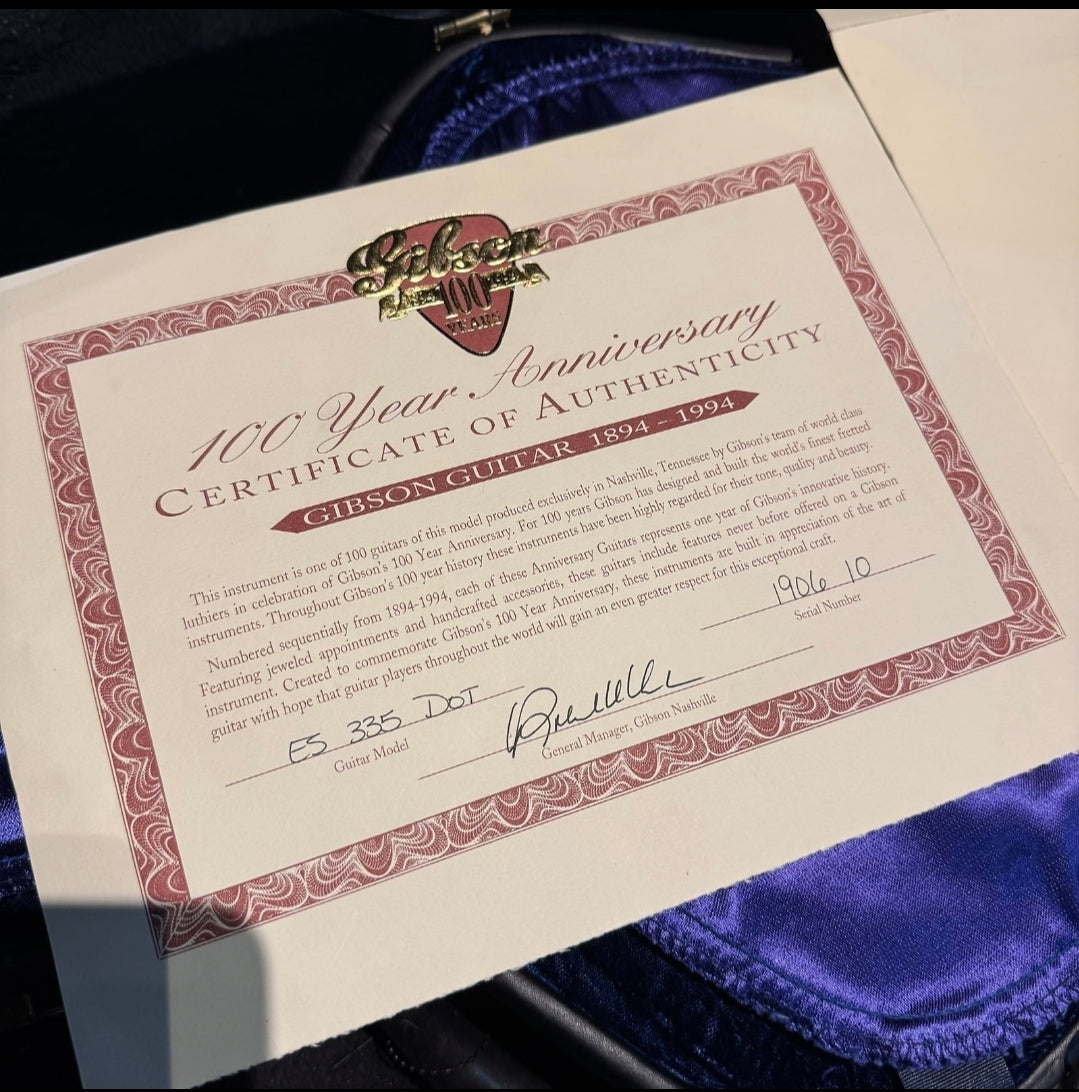 Gibson
100
YEARS
100 Year Anniversary
CERTIFICATE OF AUTHENTICITY
GIBSON GUITAR 1894 - 1994
This instrument is one of 100 guitars of this model produced exclusively in Nashville, Tennessee by Gibson's team of world class
luthiers in celebration of Gibson's 100 Year Anniversary. For 100 years Gibson has designed and built the world's finest fretted
instruments. Throughout Gibson's 100 year history these instruments have been highly regarded for their tone, quality and beauty.
Numbered sequentially from 1894-1994, each of these Anniversary Guitars represents one year of Gibson's innovative history.
Featuring jeweled appointments and handcrafted accessories, these guitars include features never before offered on a Gibson
instrument. Created to commemorate Gibson's 100 Year Anniversary, these instruments are built in appreciation of the art of
guitar with hope that guitar players throughout the world will gain an even greater respect for this exceptional craft.
1906 10
Serial Number
ES 335 DOT
Guitar Model
General Manager, Gibson Nashville